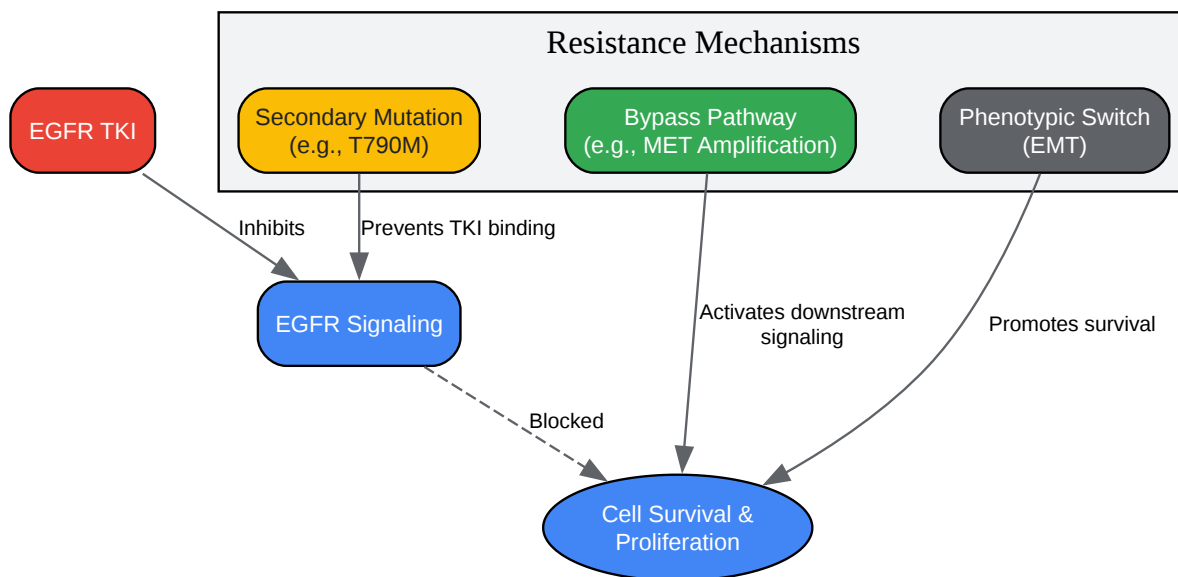 Resistance Mechanisms
EGFR TKI
Secondary Mutation
(e.g., T790M)
Bypass Pathway
(e.g., MET Amplification)
Phenotypic Switch
(EMT)
Inhibits
Prevents TKI binding
EGFR Signaling
Activates downstream
signaling
Promotes survival
Blocked
Cell Survival &
Proliferation